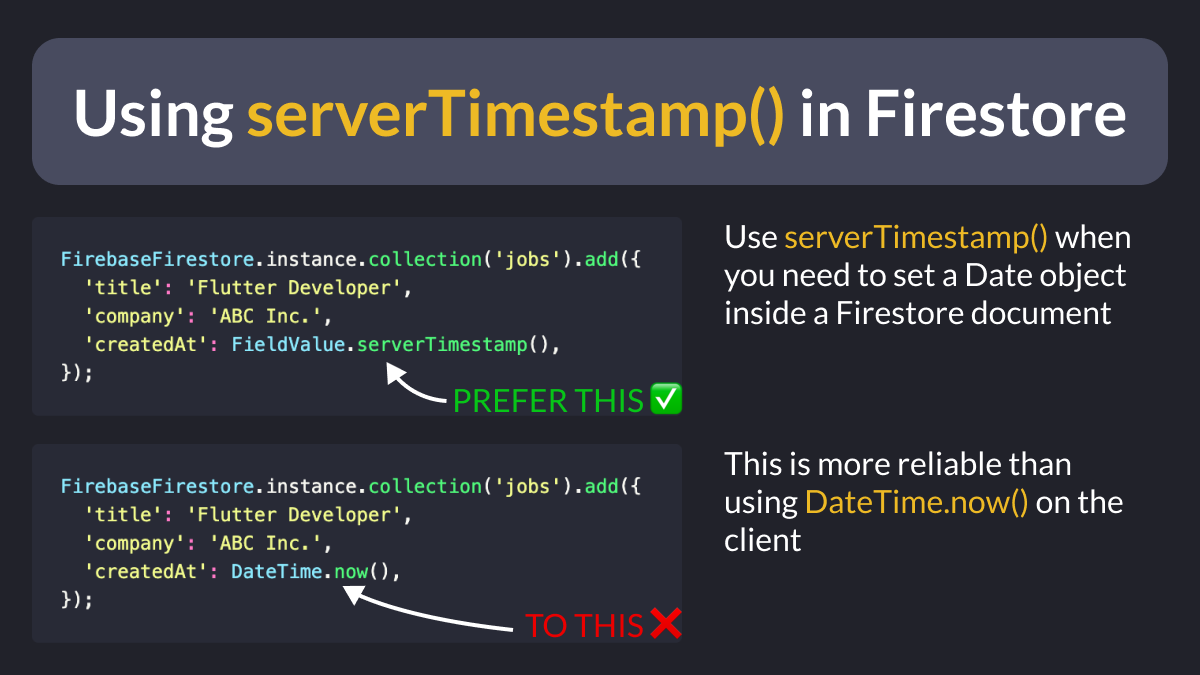 Using serverTimestamp() in Firestore
FirebaseFirestore.instance.collection('jobs').add({
  'title': 'Flutter Developer',
  'company': 'ABC Inc.',
  'createdAt': FieldValue.serverTimestamp(),
});
PREFER THIS ✅
Use serverTimestamp() when
you need to set a Date object
inside a Firestore document
FirebaseFirestore.instance.collection('jobs').add({
  'title': 'Flutter Developer',
  'company': 'ABC Inc.',
  'createdAt': DateTime.now(),
});
TO THIS ❌
This is more reliable than
using DateTime.now() on the
client